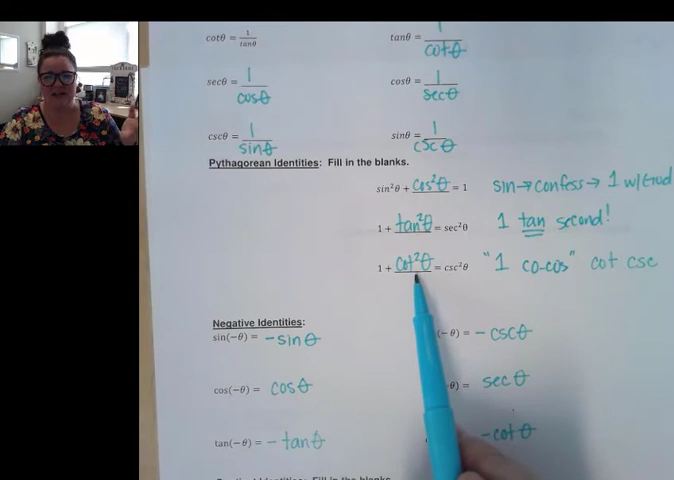 cotθ = 1/tanθ tanθ = 1/cotθ
secθ = 1/cosθ cosθ = 1/secθ
cscθ = 1/sinθ sinθ = 1/cscθ
Pythagorean Identities: Fill in the blanks.
sin²θ + cos²θ = 1 sin→confess→1 w/
1 + tan²θ = sec²θ 1 tan second!
1 + cot²θ = csc²θ "1 co-cos" cot csc
Negative Identities:
sin(−θ) = -sinθ (−θ) = -cscθ
cos(−θ) = cosθ θ) = secθ
tan(−θ) = -tanθ -cotθ